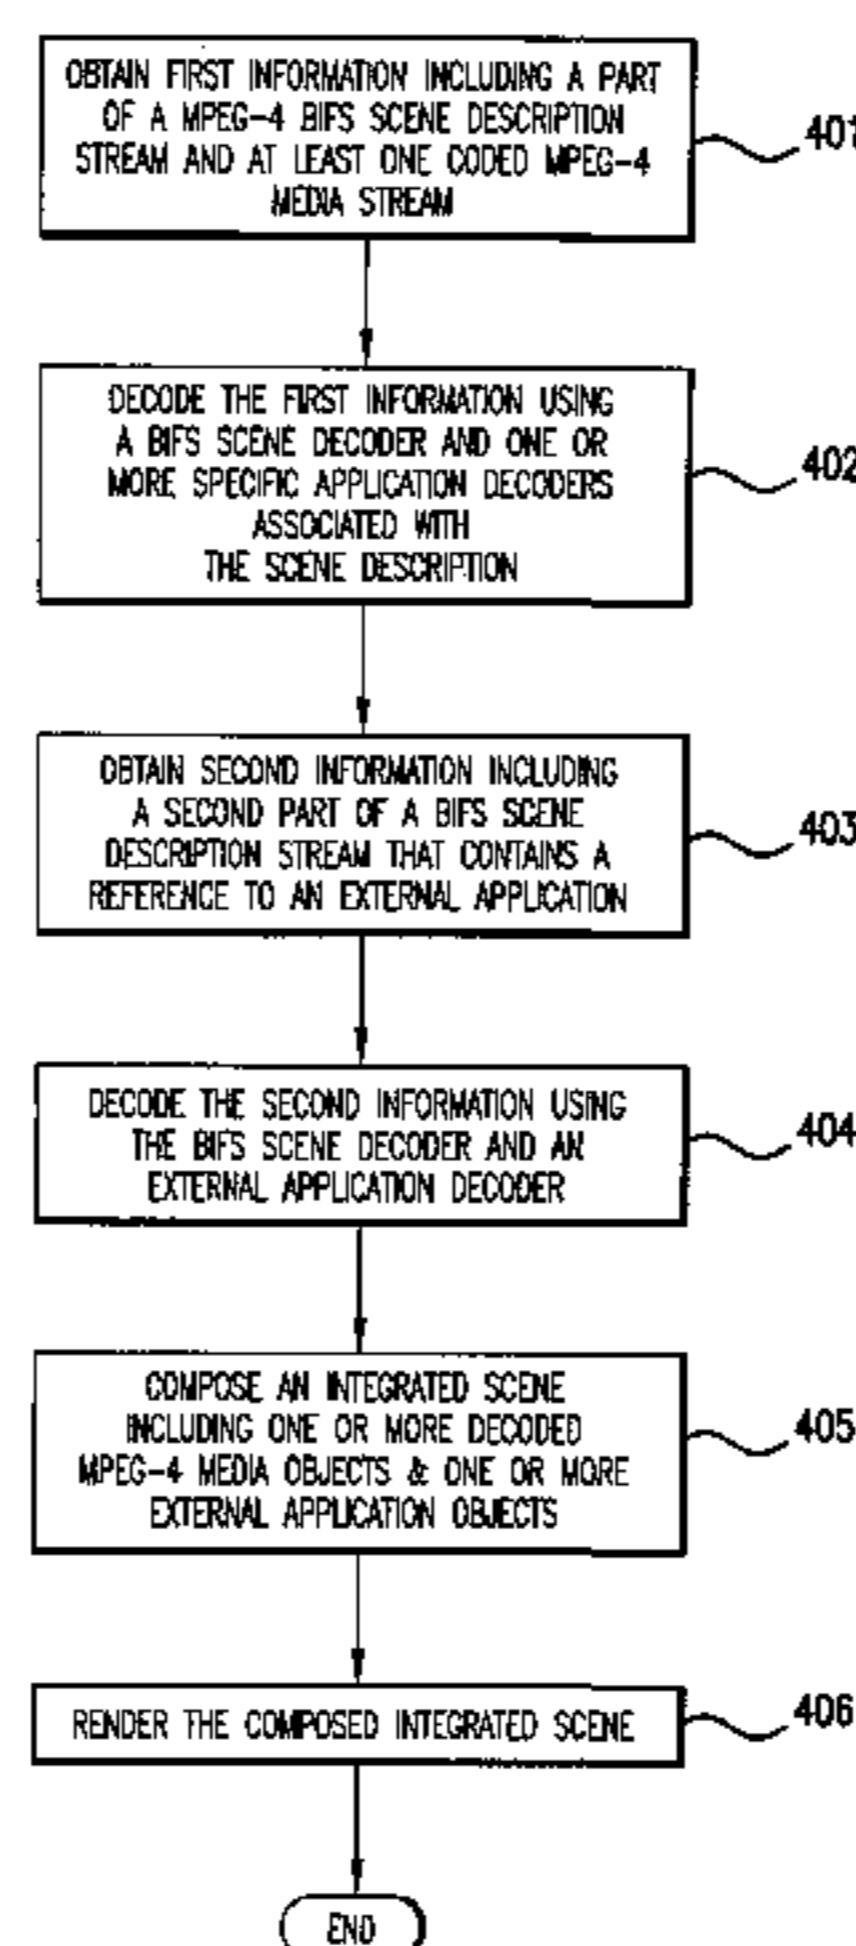 OBTAIN FIRST INFORMATION INCLUDING A PART
OF A MPEG-4 BIFS SCENE DESCRIPTION
STREAM AND AT LEAST ONE CODED MPEG-4
MEDIA STREAM
401
DECODE THE FIRST INFORMATION USING
A BIFS SCENE DECODER AND ONE OR
MORE SPECIFIC APPLICATION DECODERS
ASSOCIATED WITH
THE SCENE DESCRIPTION
402
OBTAIN SECOND INFORMATION INCLUDING
A SECOND PART OF A BIFS SCENE
DESCRIPTION STREAM THAT CONTAINS A
REFERENCE TO AN EXTERNAL APPLICATION
403
DECODE THE SECOND INFORMATION USING
THE BIFS SCENE DECODER AND AN
EXTERNAL APPLICATION DECODER
404
COMPOSE AN INTEGRATED SCENE
INCLUDING ONE OR MORE DECODED
MPEG-4 MEDIA OBJECTS & ONE OR MORE
EXTERNAL APPLICATION OBJECTS
405
RENDER THE COMPOSED INTEGRATED SCENE
406
END